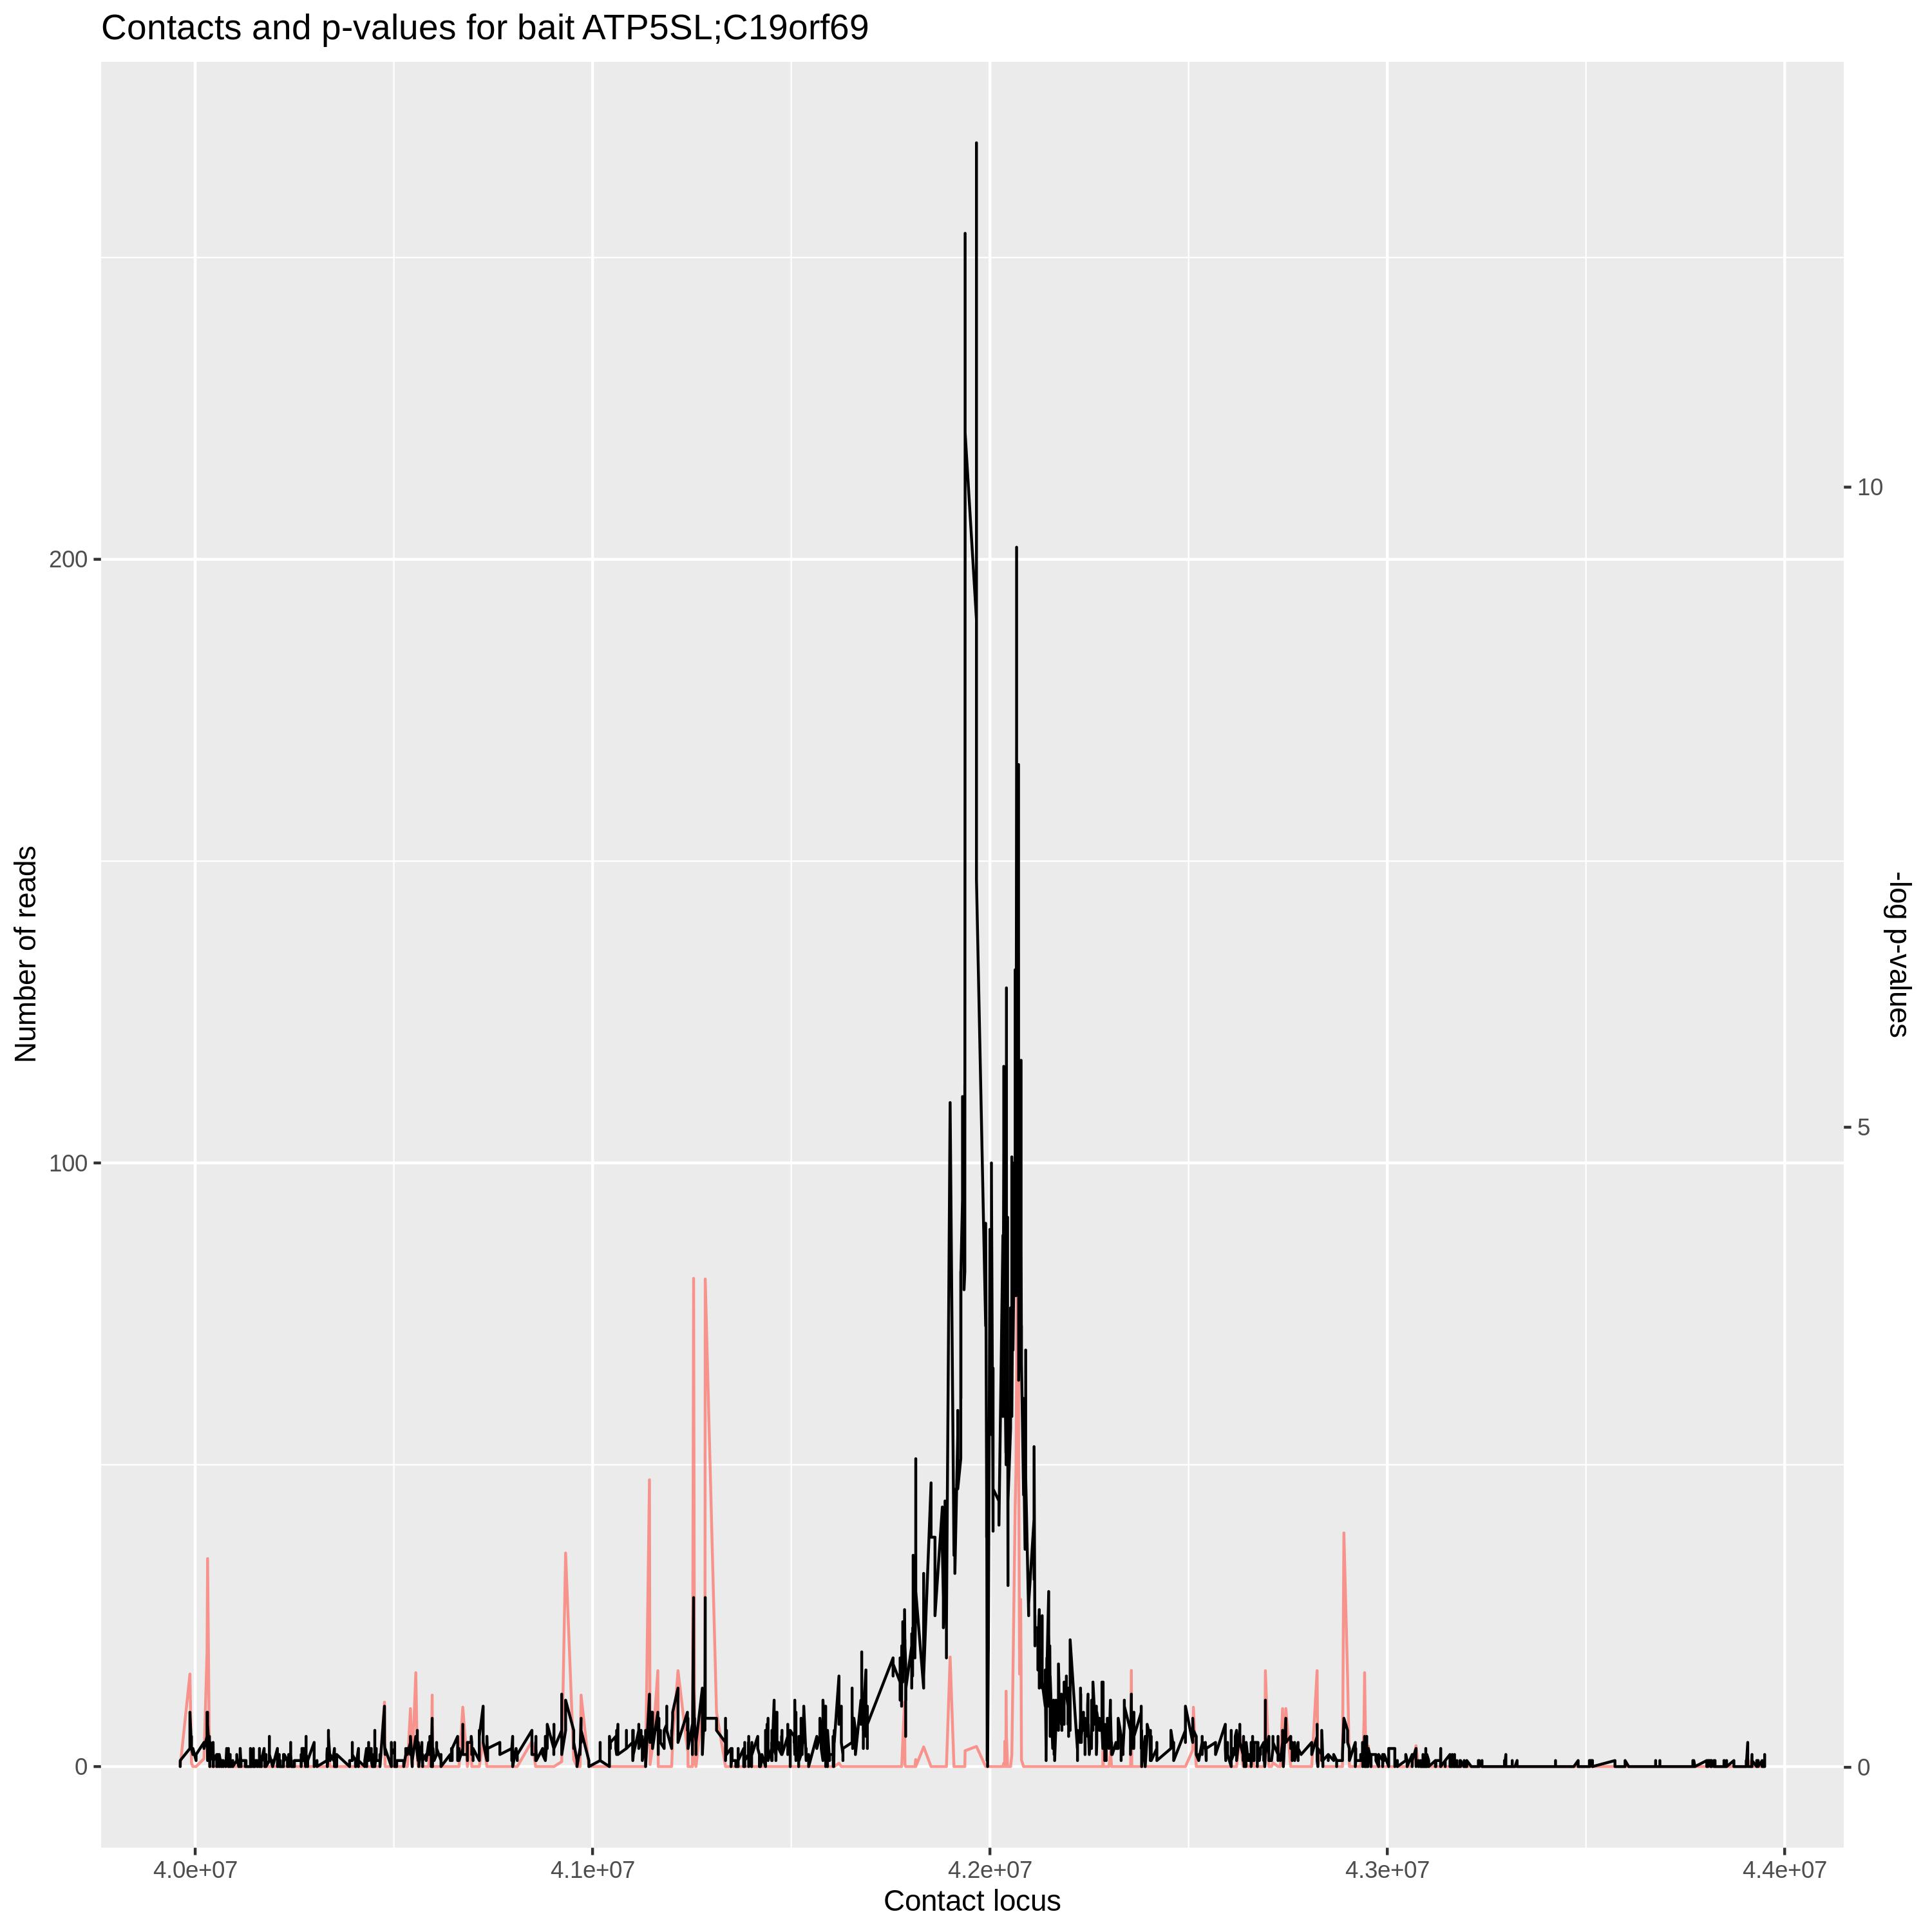 Contacts and p-values for bait ATP5SL;C19orf69
200
100
0
Number of reads
10
5
0
-log p-values
4.0e+07 4.1e+07 4.2e+07 4.3e+07 4.4e+07
Contact locus